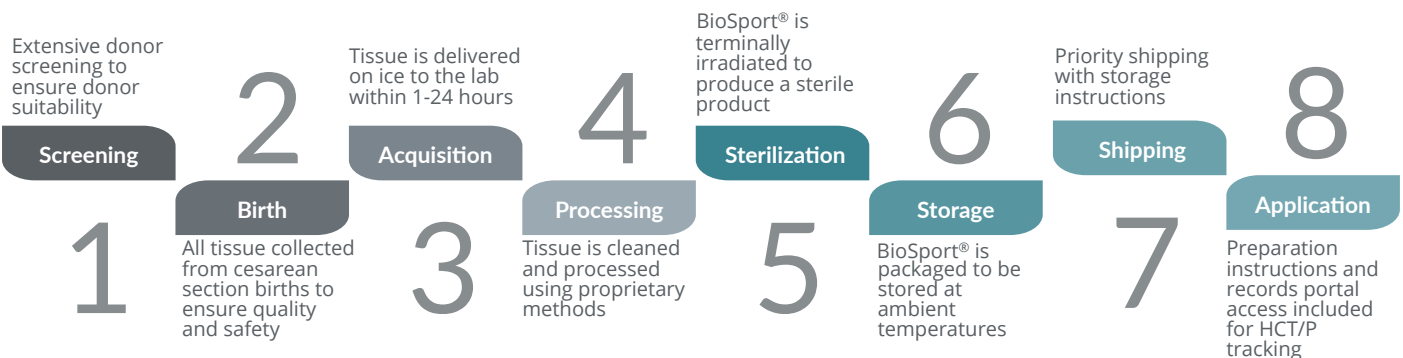 Extensive donor
screening to
ensure donor
suitability
Screening
1
2
Birth
All tissue collected
from cesarean
section births to
ensure quality
and safety
Tissue is delivered
on ice to the lab
within 1-24 hours
Acquisition
3
4
Processing
Tissue is cleaned
and processed
using proprietary
methods
BioSport® is
terminally
irradiated to
produce a sterile
product
Sterilization
5
6
Storage
BioSport® is
packaged to be
stored at
ambient
temperatures
Priority shipping
with storage
instructions
Shipping
7
8
Application
Preparation
instructions and
records portal
access included
for HCT/P
tracking